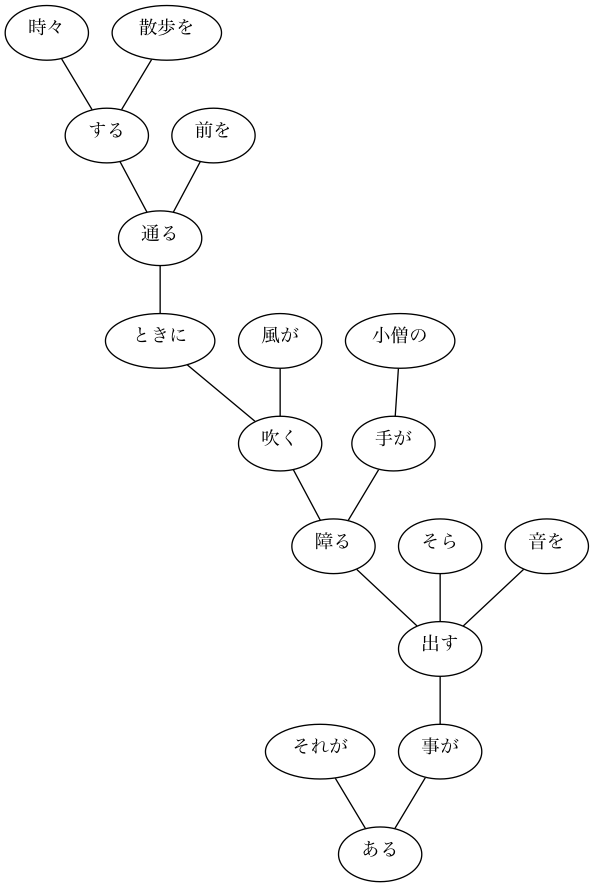 時々 散歩を
する 前を
通る
ときに 風が 小僧の
吹く 手が
障る そら 音を
出す
それが 事が
ある